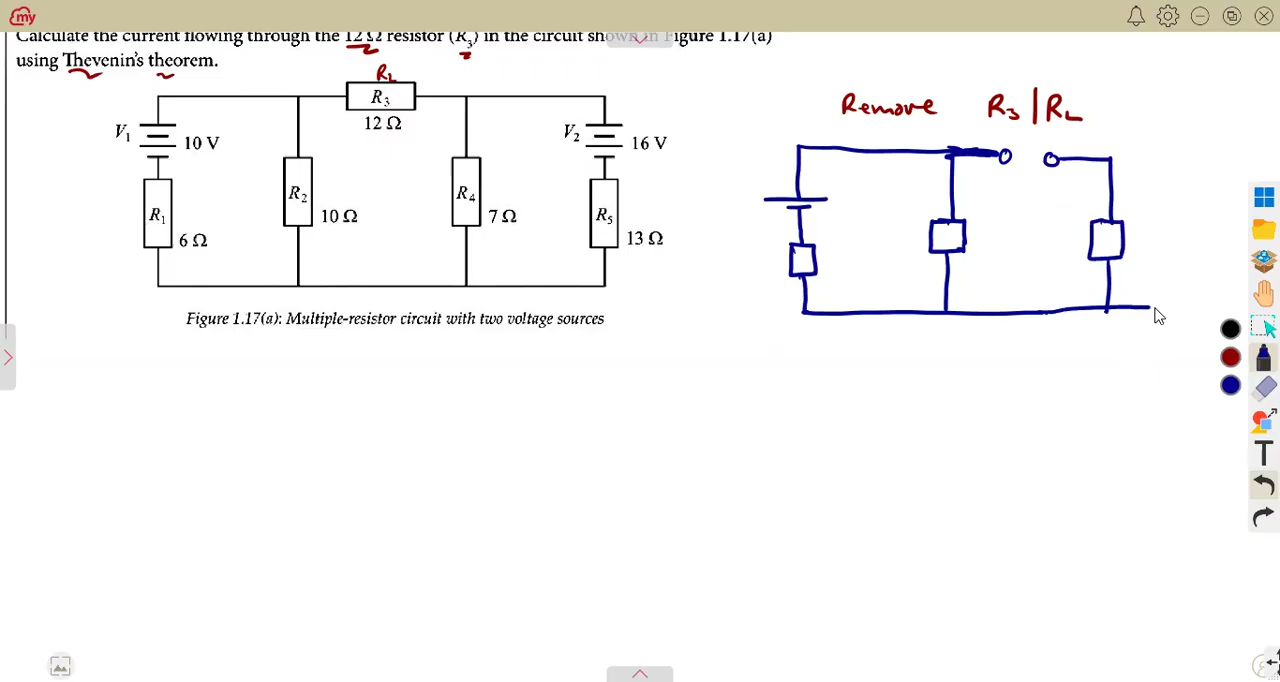 my
Calculate the current flowing through the 12 Ω resistor (R3) in the circuit shown in Figure 1.17(a)
using Thevenin's theorem.
RL
R3
12 Ω
V1
10 V
V2
16 V
R1
6 Ω
R2
10 Ω
R4
7 Ω
R5
13 Ω
Figure 1.17(a): Multiple-resistor circuit with two voltage sources
Remove R3/RL
T